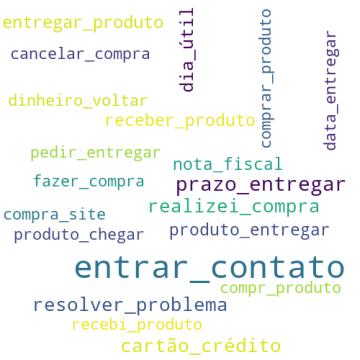 entregar_produto
dia_útil
comprar_produto
data_entregar
cancelar_compra
dinheiro_voltar
receber_produto
pedir_entregar
nota_fiscal
fazer_compra
prazo_entregar
compra_site
realizei_compra
produto_chegar
produto_entregar
entrar_contato
compr_produto
resolver_problema
recebi_produto
cartão_crédito